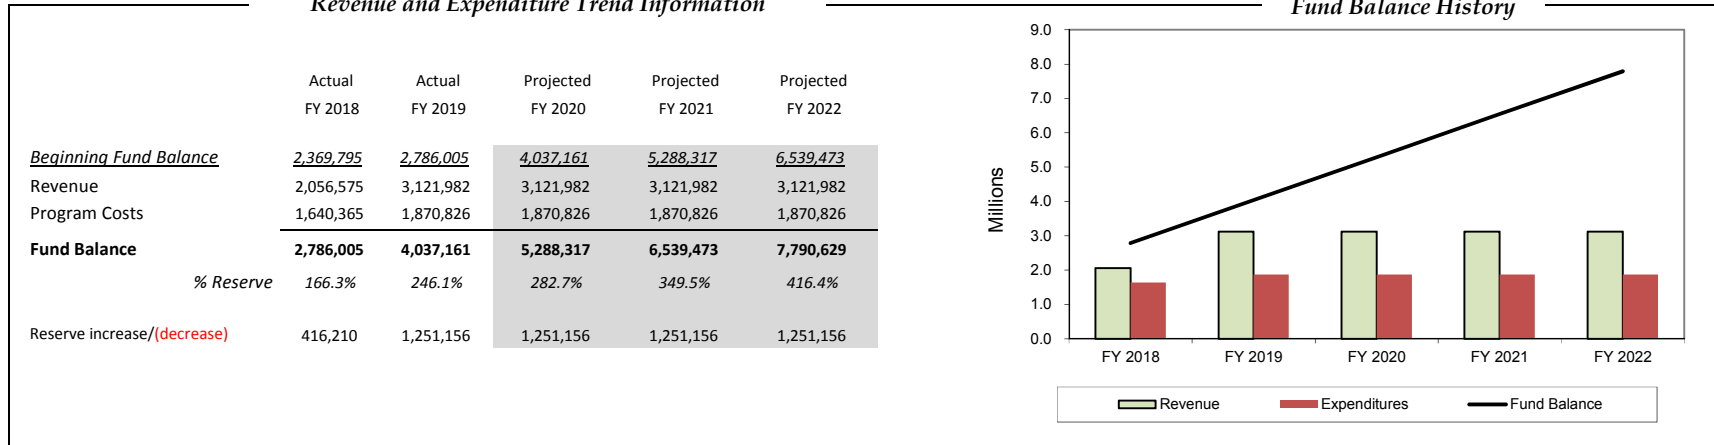 Revenue and Expenditure Trend Information
Fund Balance History
Actual Actual Projected Projected Projected
FY 2018 FY 2019 FY 2020 FY 2021 FY 2022
Beginning Fund Balance 2,369,795 2,786,005 4,037,161 5,288,317 6,539,473
Revenue 2,056,575 3,121,982 3,121,982 3,121,982 3,121,982
Program Costs 1,640,365 1,870,826 1,870,826 1,870,826 1,870,826
Fund Balance 2,786,005 4,037,161 5,288,317 6,539,473 7,790,629
% Reserve 166.3% 246.1% 282.7% 349.5% 416.4%
Reserve increase/(decrease) 416,210 1,251,156 1,251,156 1,251,156 1,251,156
9.0
8.0
7.0
6.0
5.0
4.0
3.0
2.0
1.0
0.0
Millions
FY 2018 FY 2019 FY 2020 FY 2021 FY 2022
Revenue Expenditures Fund Balance